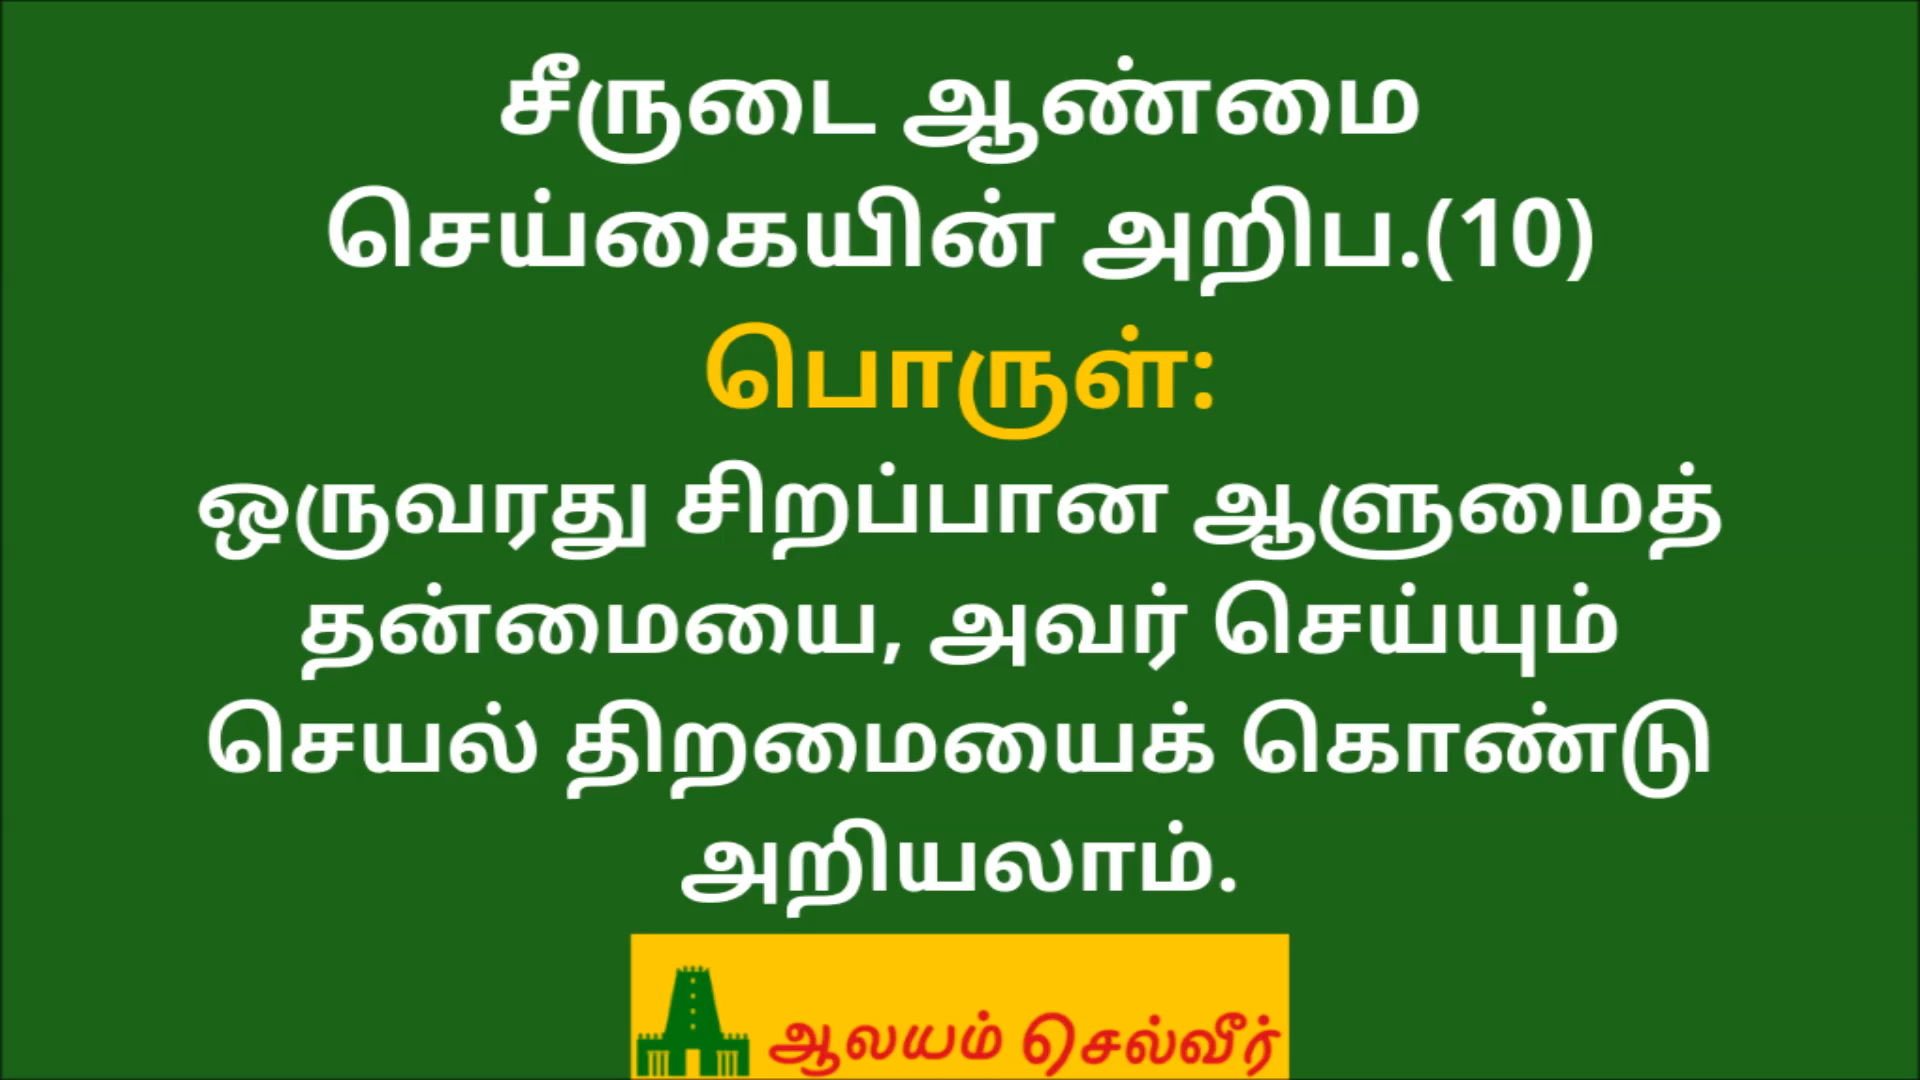 சீருடை ஆண்மை
செய்கையின் அறிப.(10)
பொருள்:
ஒருவரது சிறப்பான ஆளுமைத்
தன்மையை, அவர் செய்யும்
செயல் திறமையைக் கொண்டு
அறியலாம்.
ஆலயம் செல்வீர்